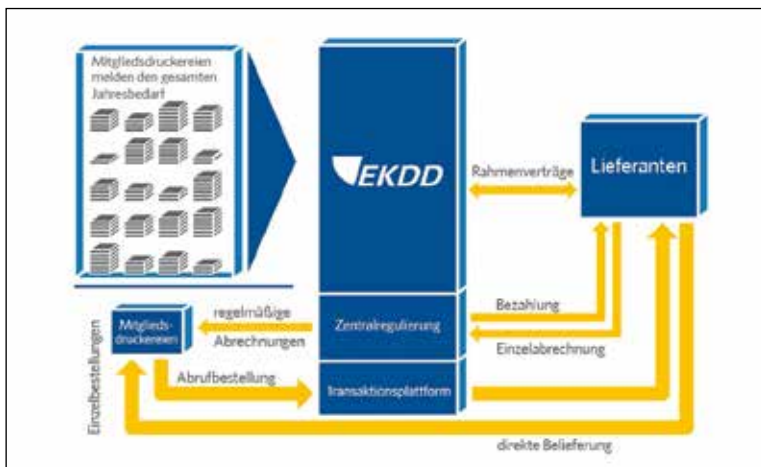 Mitgliedsdruckereien
melden den gesamten
Jahresbedarf
EKDD
Rahmenverträge
Lieferanten
Zentralregulierung
Transaktionsplattform
Mitglieds-
druckereien
regelmäßige
Abrechnungen
Bezahlung
Einzelabrechnung
Abrufbestellung
Einzelbestellungen
direkte Belieferung